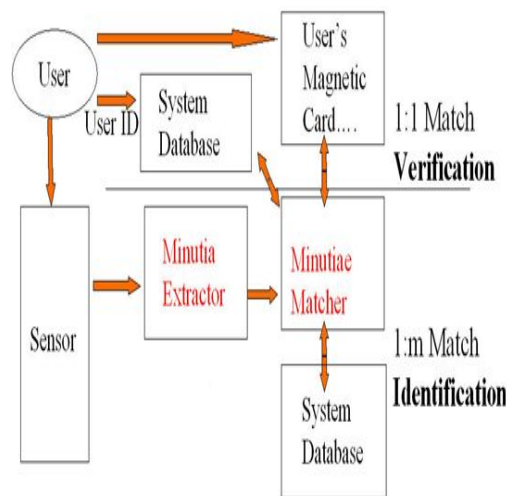 User
User ID
System
Database
User's
Magnetic
Card....
1:1 Match
Verification
Sensor
Minutia
Extractor
Minutiae
Matcher
1:m Match
Identification
System
Database